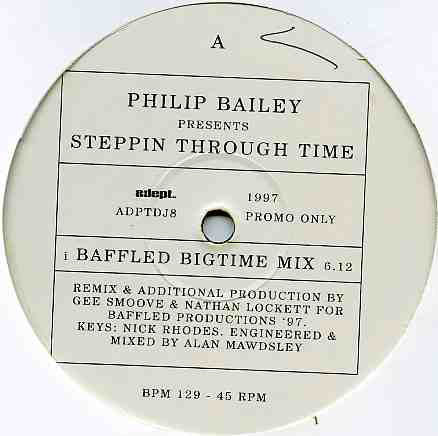 A
PHILIP BAILEY
PRESENTS
STEPPIN THROUGH TIME
adept. 1997
ADPTDJ8 PROMO ONLY
i BAFFLED BIGTIME MIX 6.12
REMIX & ADDITIONAL PRODUCTION BY
GEE SMOOVE & NATHAN LOCKETT FOR
BAFFLED PRODUCTIONS '97.
KEYS: NICK RHODES. ENGINEERED &
MIXED BY ALAN MAWDSLEY
BPM 129 - 45 RPM
1